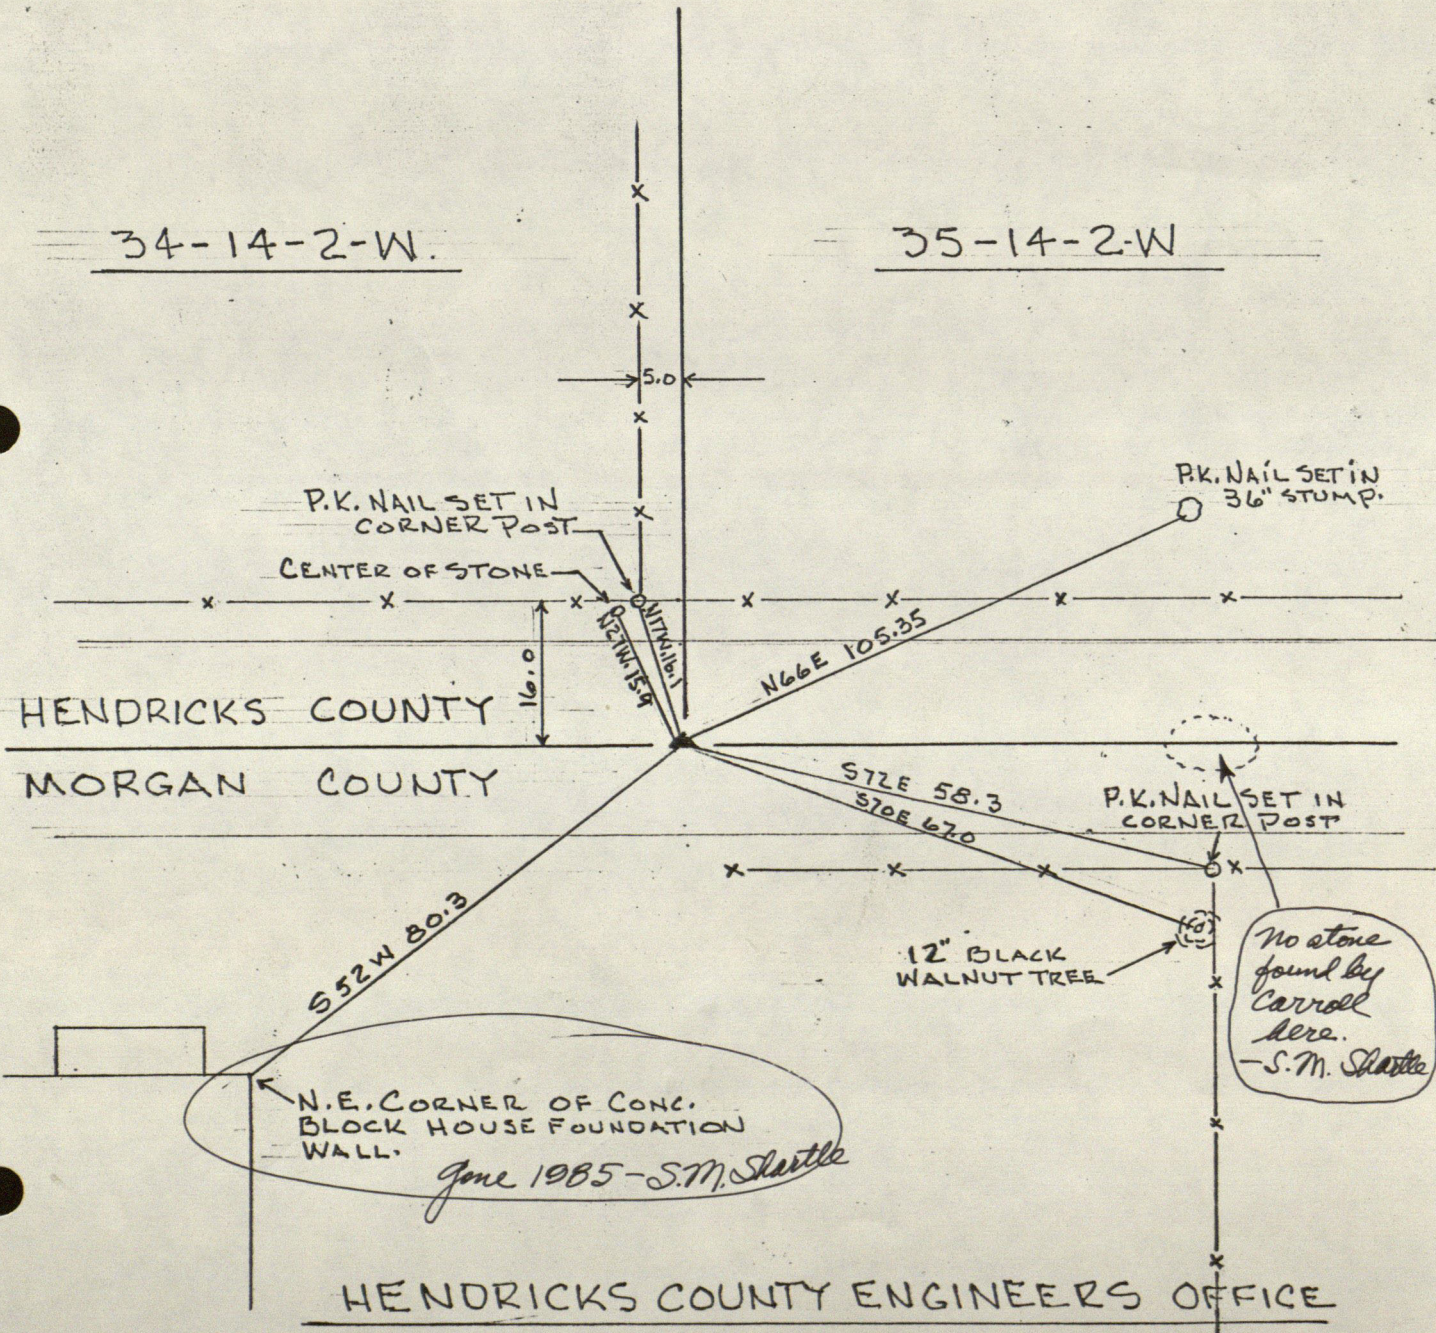 34-14-2-W.
35-14-2-W
5.0
P.K. NAIL SET IN
CORNER POST
CENTER OF STONE
P.K. NAIL SET IN
36" STUMP.
N17W.16.1
N27W.15.9
16.0
N66E 105.35
HENDRICKS COUNTY
MORGAN COUNTY
S72E 58.3
S70E 67.0
P.K. NAIL SET IN
CORNER POST
S52W 80.3
12" BLACK
WALNUT TREE
No stone
found by
Carroll
here.
-S.M. Shartle
N.E. CORNER OF CONC.
BLOCK HOUSE FOUNDATION
WALL.
Gone 1985-S.M. Shartle
HENDRICKS COUNTY ENGINEERS OFFICE